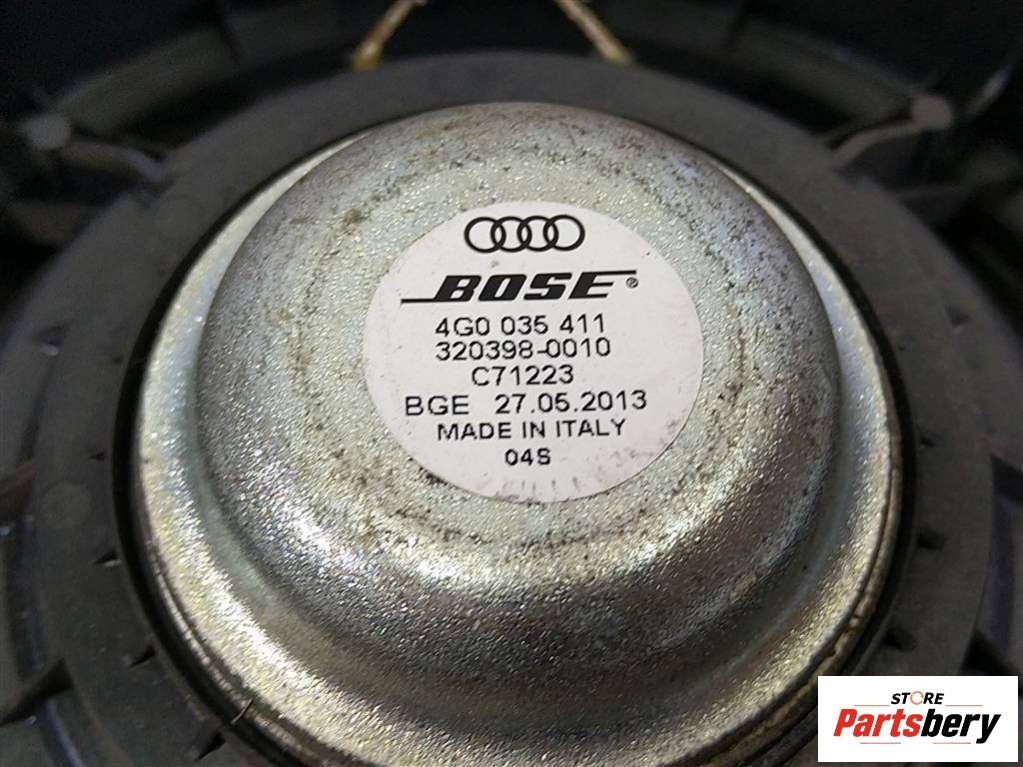 BOSE®
4G0 035 411
320398-0010
C71223
BGE 27.05.2013
MADE IN ITALY
04S
STORE
Partsbery